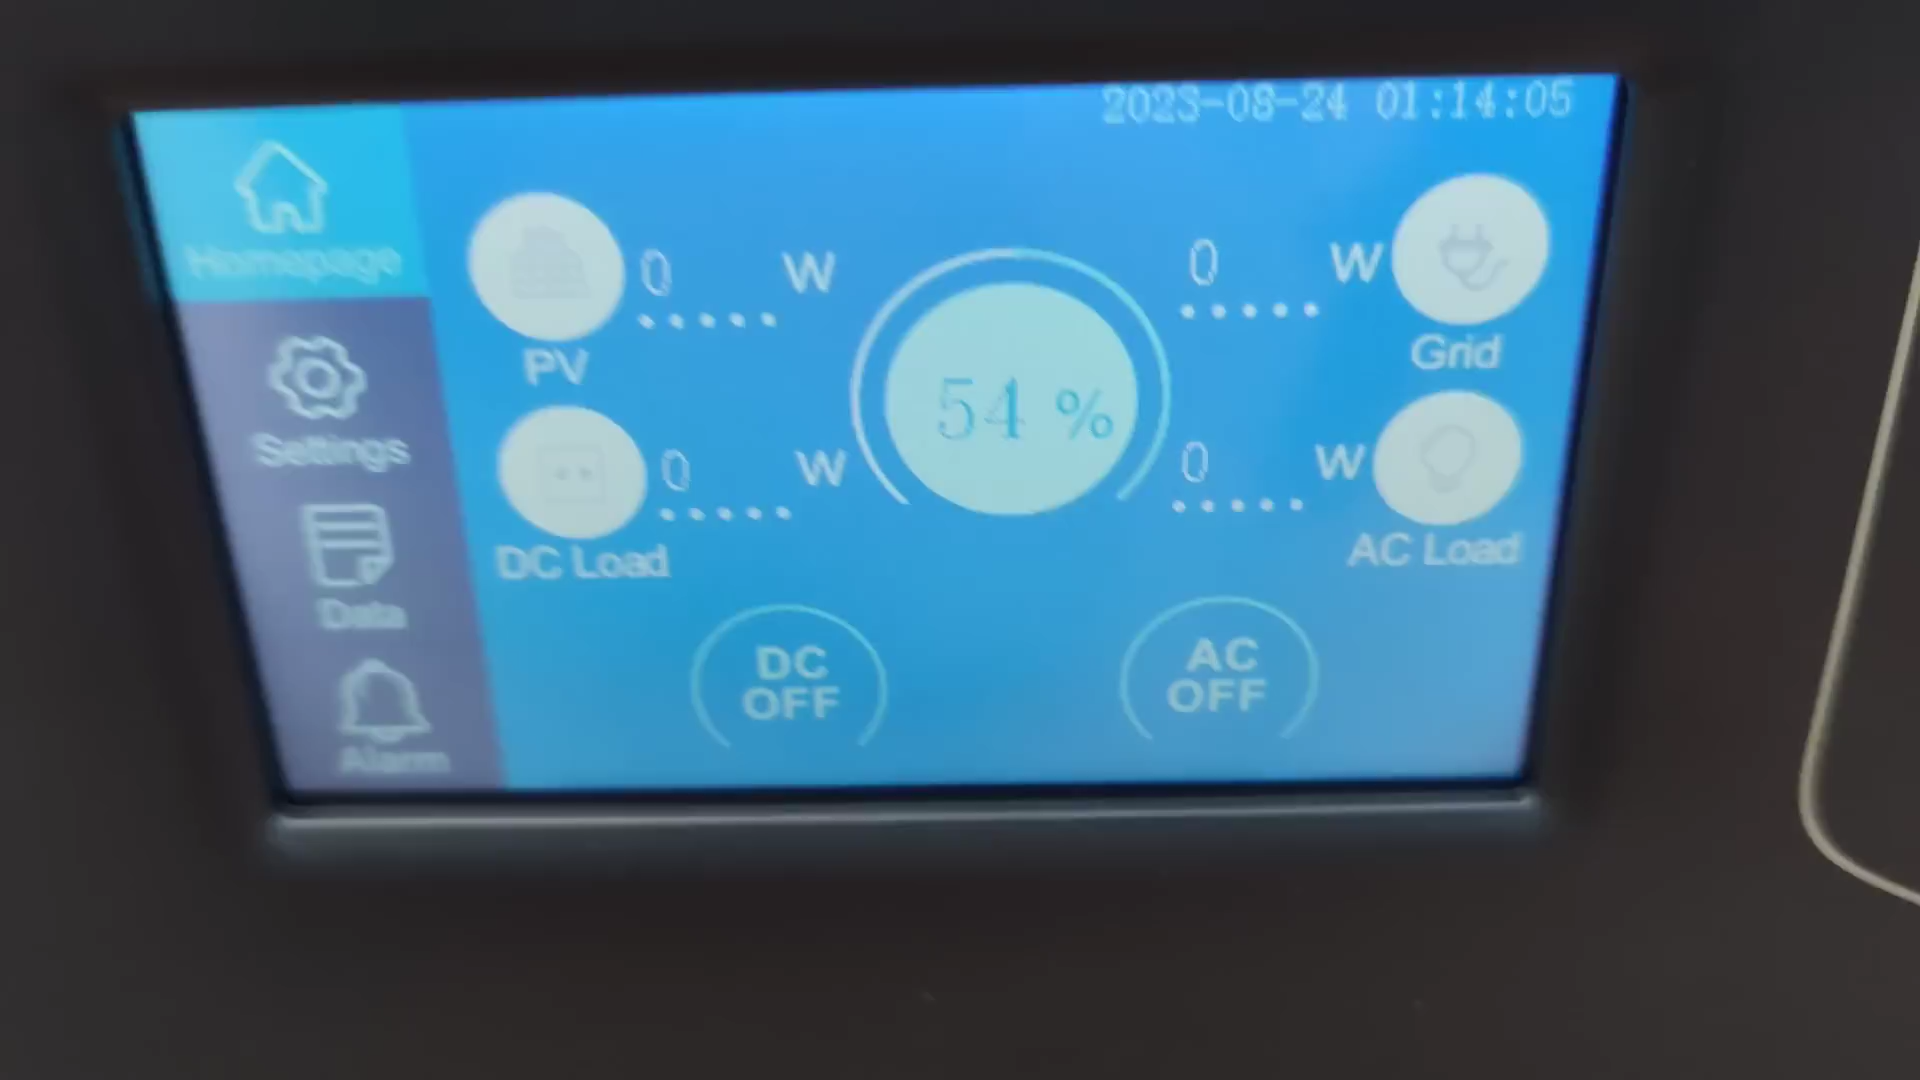 2023-08-24 01:14:05
Homepage
Settings
Data
Alarm
0 W
PV
0 W
DC Load
54 %
0 W
Grid
0 W
AC Load
DC
OFF
AC
OFF